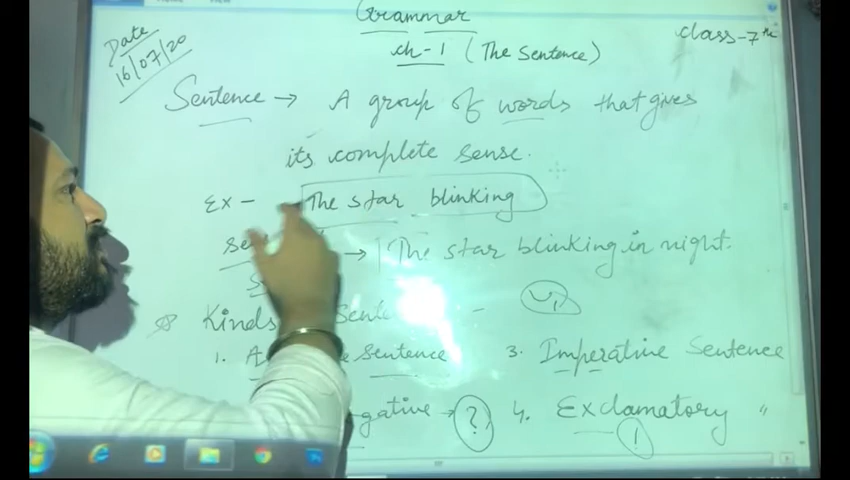 Grammar
Date
16/07/20
ch-1 (The Sentence)
class-7th
Sentence → A group of words that gives
its complete sense.
Ex - The star blinking
→ The star blinking in night.
Kinds Sente
1. A Sentence
3. Imperative Sentence
gative → ?
4. Exclamatory "
!